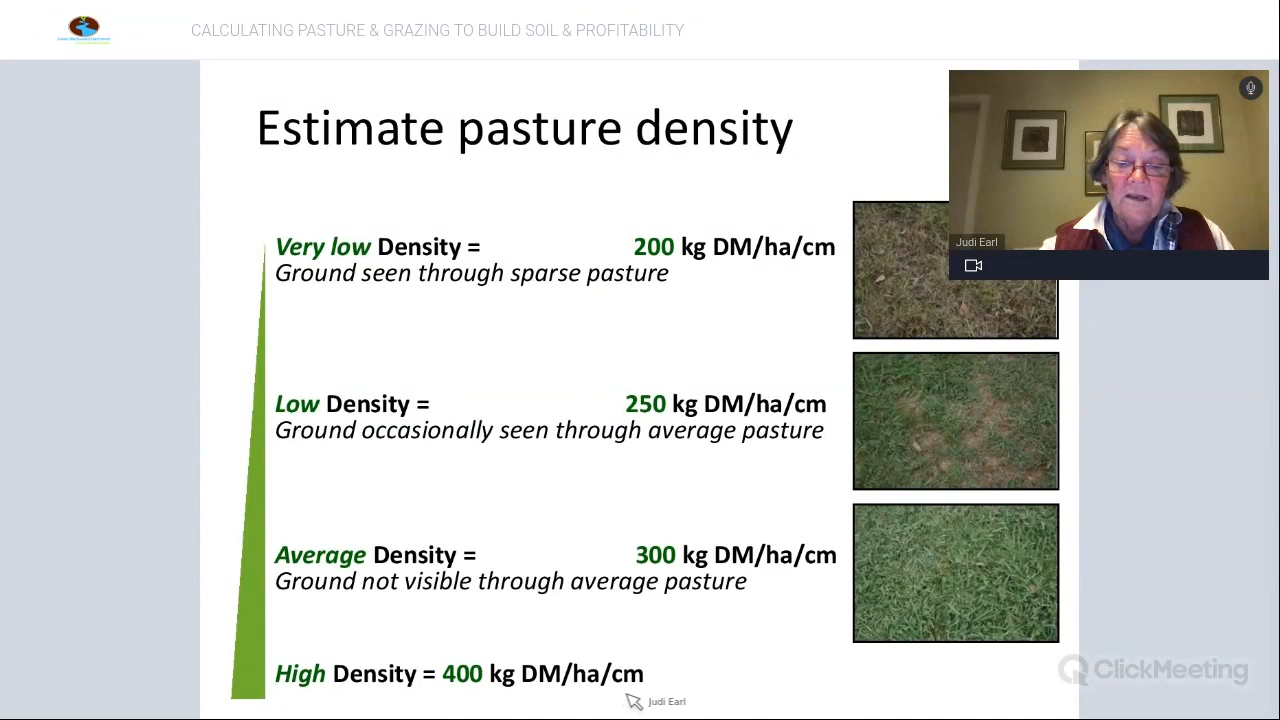 CALCULATING PASTURE & GRAZING TO BUILD SOIL & PROFITABILITY
Estimate pasture density
Judi Earl
Very low Density = 200 kg DM/ha/cm
Ground seen through sparse pasture
Low Density = 250 kg DM/ha/cm
Ground occasionally seen through average pasture
Average Density = 300 kg DM/ha/cm
Ground not visible through average pasture
High Density = 400 kg DM/ha/cm
ClickMeeting
Judi Earl